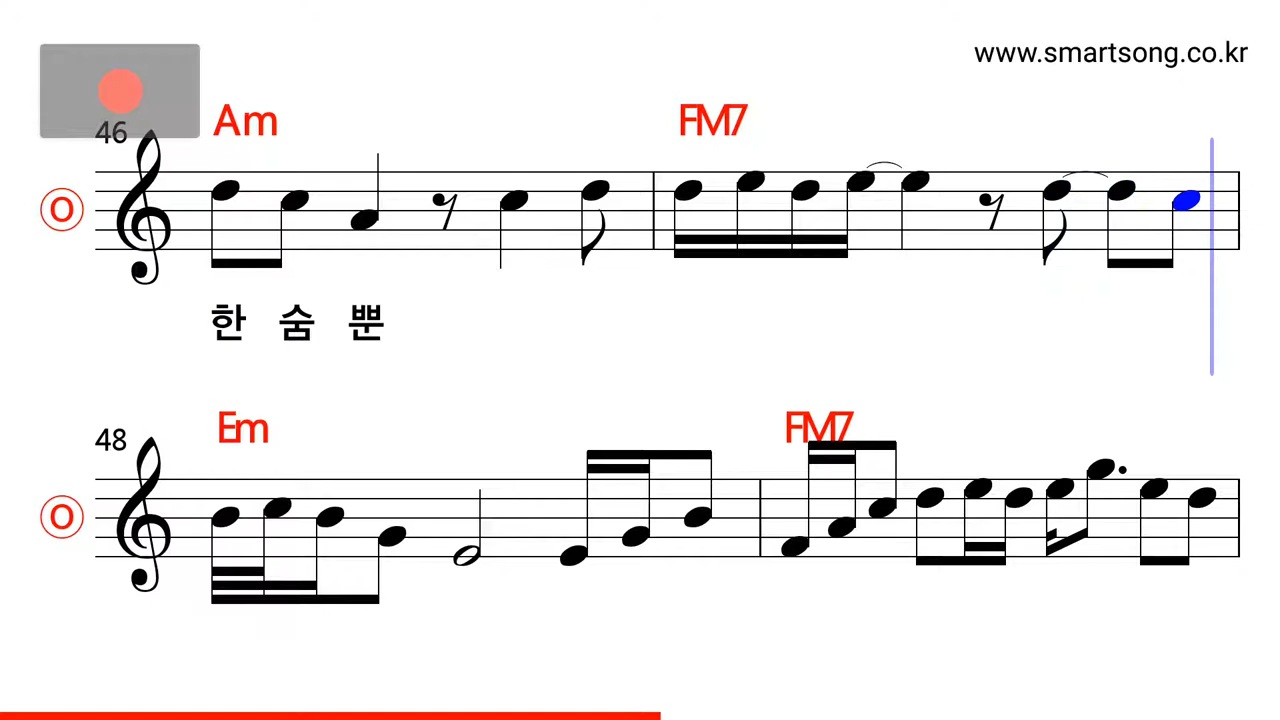 www.smartsong.co.kr
46 Am FM7
O
한 숨 뿐
48 Em FM7
O